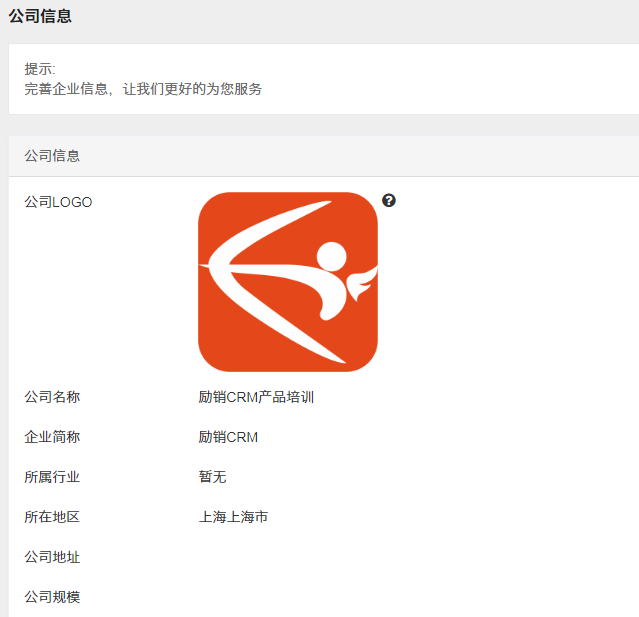 公司信息
提示:
完善企业信息，让我们更好的为您服务
公司信息
公司LOGO
公司名称 励销CRM产品培训
企业简称 励销CRM
所属行业 暂无
所在地区 上海上海市
公司地址
公司规模